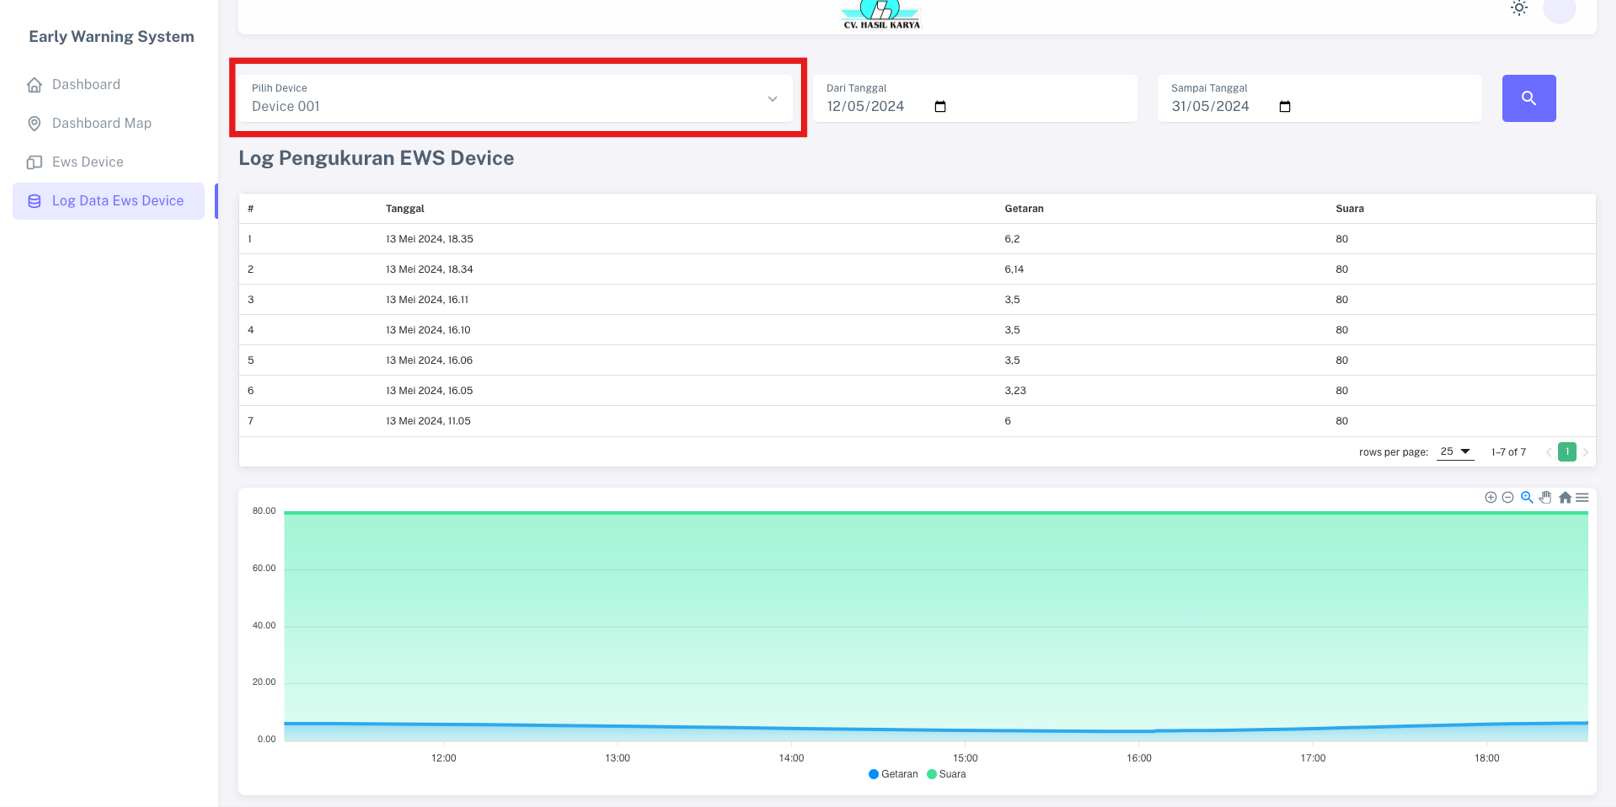 Early Warning System
Dashboard
Dashboard Map
Ews Device
Log Data Ews Device
CV. HASIL KARYA
Pilih Device
Device 001
Dari Tanggal
12/05/2024
Sampai Tanggal
31/05/2024
Log Pengukuran EWS Device
# Tanggal Getaran Suara
1 13 Mei 2024, 18.35 6,2 80
2 13 Mei 2024, 18.34 6,14 80
3 13 Mei 2024, 16.11 3,5 80
4 13 Mei 2024, 16.10 3,5 80
5 13 Mei 2024, 16.06 3,5 80
6 13 Mei 2024, 16.05 3,23 80
7 13 Mei 2024, 11.05 6 80
rows per page: 25 1-7 of 7 1
80.00
60.00
40.00
20.00
0.00
12:00 13:00 14:00 15:00 16:00 17:00 18:00
Getaran Suara